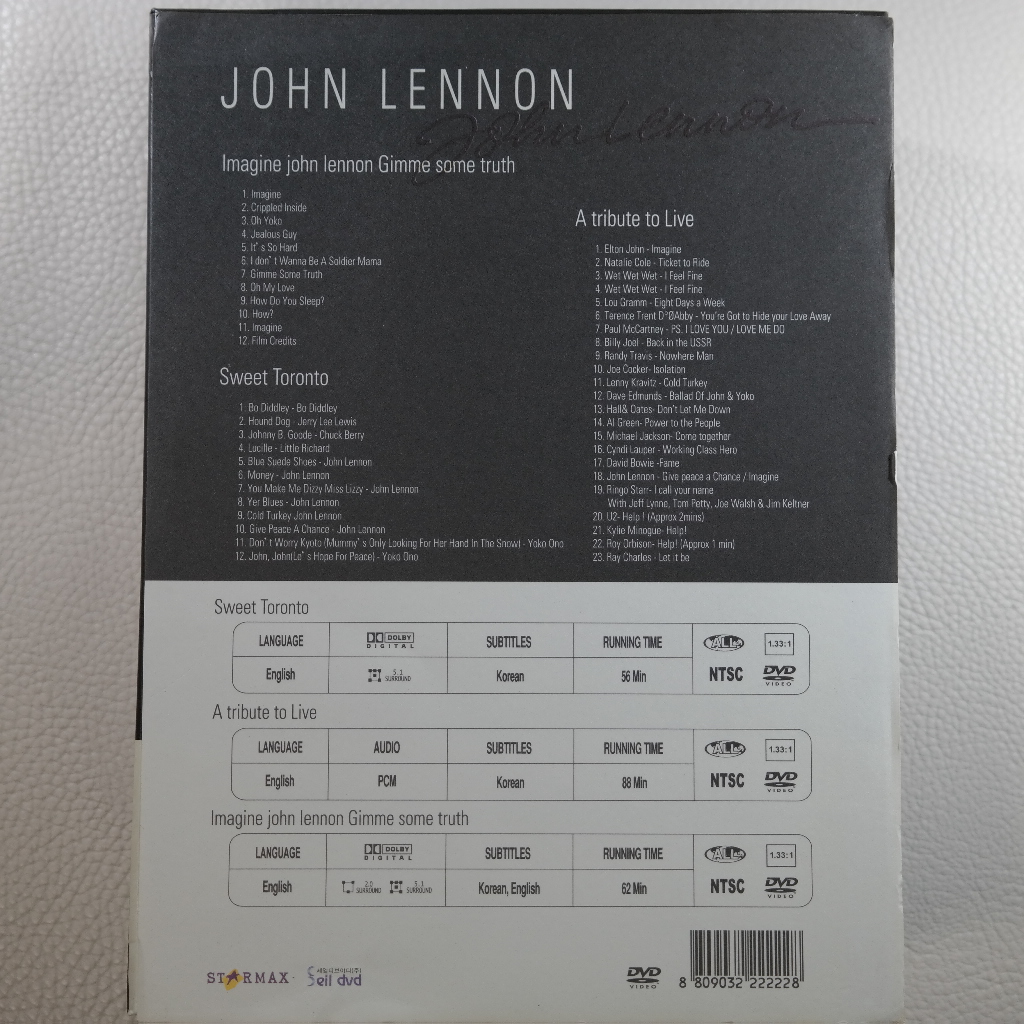 JOHN LENNON
John Lennon
Imagine john lennon Gimme some truth
1. Imagine
2. Crippled Inside
3. Oh Yoko
4. Jealous Guy
5. It's So Hard
6. I don't Wanna Be A Soldier Mama
7. Gimme Some Truth
8. Oh My Love
9. How Do You Sleep?
10. How?
11. Imagine
12. Film Credits
Sweet Toronto
1. Bo Diddley - Bo Diddley
2. Hound Dog - Jerry Lee Lewis
3. Johnny B. Goode - Chuck Berry
4. Lucille - Little Richard
5. Blue Suede Shoes - John Lennon
6. Money - John Lennon
7. You Make Me Dizzy Miss Lizzy - John Lennon
8. Yer Blues - John Lennon
9. Cold Turkey John Lennon
10. Give Peace A Chance - John Lennon
11. Don't Worry Kyoto (Mummy's Only Looking For Her Hand In The Snow) - Yoko Ono
12. John, John(Le's Hope For Peace) - Yoko Ono
A tribute to Live
1. Elton John - Imagine
2. Natalie Cole - Ticket to Ride
3. Wet Wet Wet - I Feel Fine
4. Wet Wet Wet - I Feel Fine
5. Lou Gramm - Eight Days a Week
6. Terence Trent D°ØAbby - You're Got to Hide your Love Away
7. Paul McCartney - PS. I LOVE YOU / LOVE ME DO
8. Billy Joel - Back in the USSR
9. Randy Travis - Nowhere Man
10. Joe Cocker- Isolation
11. Lenny Kravitz - Cold Turkey
12. Dave Edmunds - Ballad Of John & Yoko
13. Hall& Oates- Don't Let Me Down
14. Al Green- Power to the People
15. Michael Jackson- Come together
16. Cyndi Lauper - Working Class Hero
17. David Bowie -Fame
18. John Lennon - Give peace a Chance / Imagine
19. Ringo Starr- I call your name
With Jeff Lynne, Tom Petty, Joe Walsh & Jim Keltner
20. U2- Help ! (Approx 2mins)
21. Kylie Minogue- Help!
22. Roy Orbison- Help! (Approx 1 min)
23. Ray Charles - Let it be
Sweet Toronto
LANGUAGE DOLBY DIGITAL SUBTITLES RUNNING TIME ALL 1.33:1
English 5.1 SURROUND Korean 56 Min NTSC DVD VIDEO
A tribute to Live
LANGUAGE AUDIO SUBTITLES RUNNING TIME ALL 1.33:1
English PCM Korean 88 Min NTSC DVD VIDEO
Imagine john lennon Gimme some truth
LANGUAGE DOLBY DIGITAL SUBTITLES RUNNING TIME ALL 1.33:1
English 2.0 SURROUND 5.1 SURROUND Korean, English 62 Min NTSC DVD VIDEO
STARMAX Seil dvd DVD VIDEO 8 809032 222228